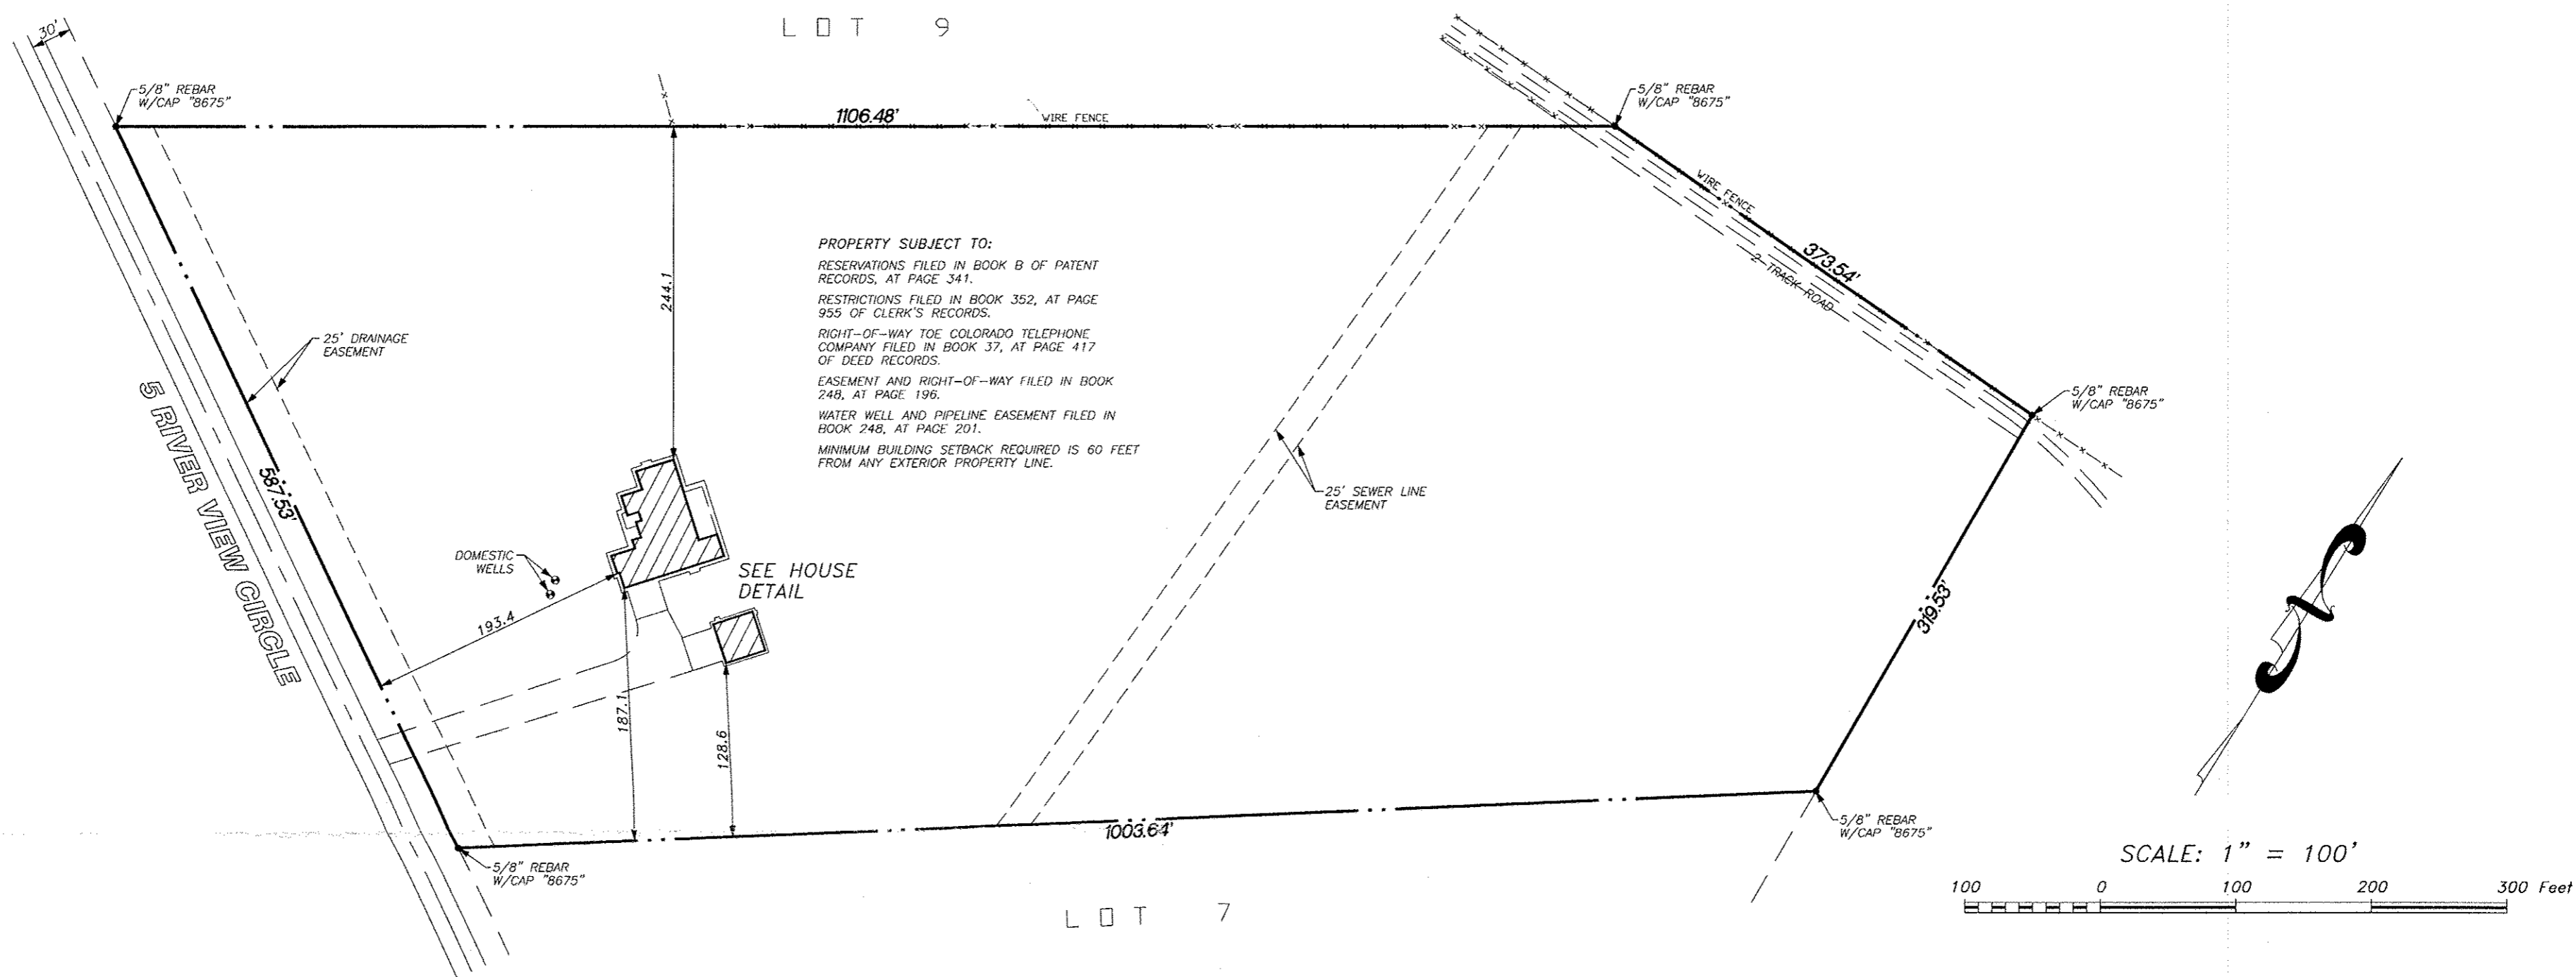 LOT 9
30'
5/8" REBAR
W/CAP "8675"
1106.48'
WIRE FENCE
5/8" REBAR
W/CAP "8675"
WIRE FENCE
373.54'
2 TRACK ROAD
244.1
PROPERTY SUBJECT TO:
RESERVATIONS FILED IN BOOK B OF PATENT
RECORDS, AT PAGE 341.
RESTRICTIONS FILED IN BOOK 352, AT PAGE
955 OF CLERK'S RECORDS.
RIGHT-OF-WAY TOE COLORADO TELEPHONE
COMPANY FILED IN BOOK 37, AT PAGE 417
OF DEED RECORDS.
EASEMENT AND RIGHT-OF-WAY FILED IN BOOK
248, AT PAGE 196.
WATER WELL AND PIPELINE EASEMENT FILED IN
BOOK 248, AT PAGE 201.
MINIMUM BUILDING SETBACK REQUIRED IS 60 FEET
FROM ANY EXTERIOR PROPERTY LINE.
25' DRAINAGE
EASEMENT
5/8" REBAR
W/CAP "8675"
5 RIVER VIEW CIRCLE
587.53'
25' SEWER LINE
EASEMENT
DOMESTIC
WELLS
SEE HOUSE
DETAIL
193.4
187.1
128.6
319.53'
1003.64'
5/8" REBAR
W/CAP "8675"
5/8" REBAR
W/CAP "8675"
LOT 7
SCALE: 1" = 100'
100 0 100 200 300 Feet